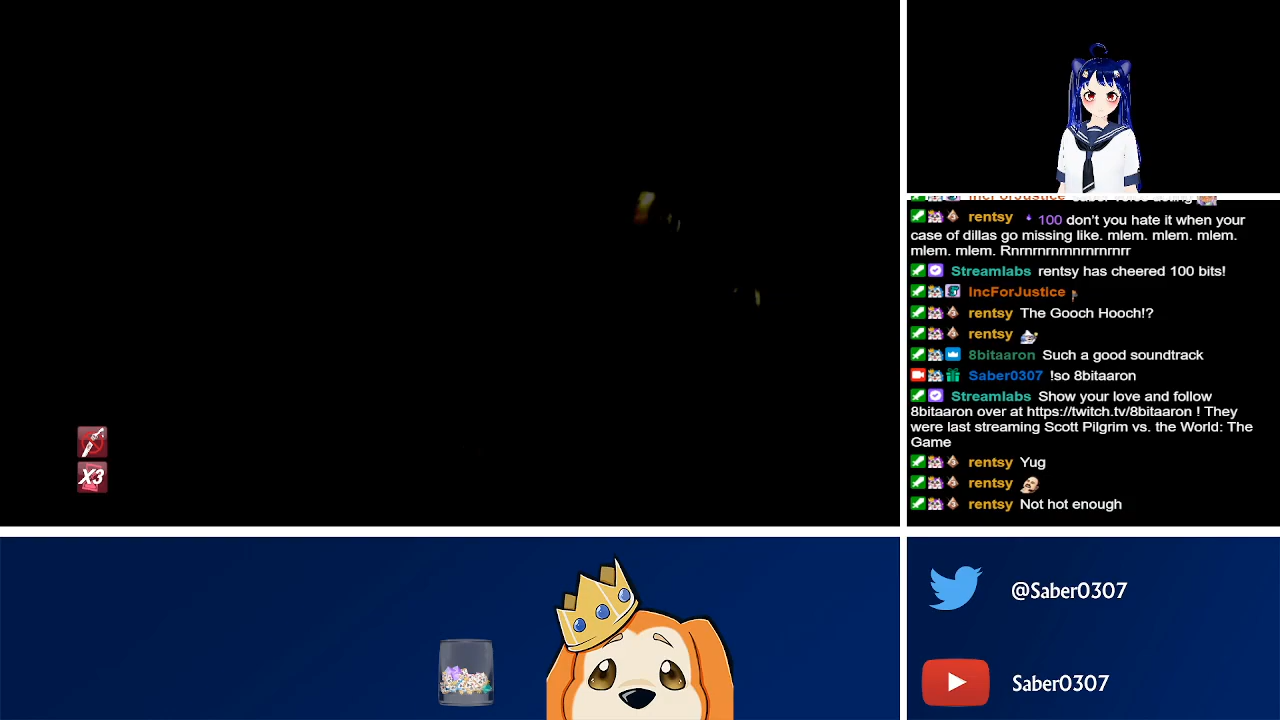 X3
rentsy 100 don't you hate it when your
case of dillas go missing like. mlem. mlem. mlem.
mlem. mlem. Rnrnrnrnrnrnrnrnrnr
Streamlabs rentsy has cheered 100 bits!
IncForJustice
rentsy The Gooch Hooch!?
rentsy
8bitaaron Such a good soundtrack
Saber0307 !so 8bitaaron
Streamlabs Show your love and follow
8bitaaron over at https://twitch.tv/8bitaaron ! They
were last streaming Scott Pilgrim vs. the World: The
Game
rentsy Yug
rentsy
rentsy Not hot enough
@Saber0307
Saber0307